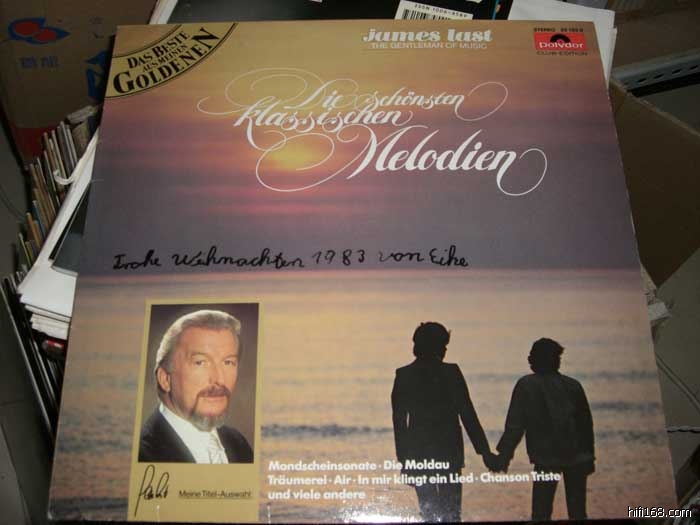 DAS BESTE
AUS MEINEN
GOLDENEN
james last
THE GENTLEMAN OF MUSIC
STEREO
Polydor
CLUB-EDITION
Die schönsten
klassischen
Melodien
Frohe Weihnachten 1983 von Eike
Meine Titel-Auswahl:
Mondscheinsonate · Die Moldau
Träumerei · Air · In mir klingt ein Lied · Chanson Triste
und viele andere
hifi168.com